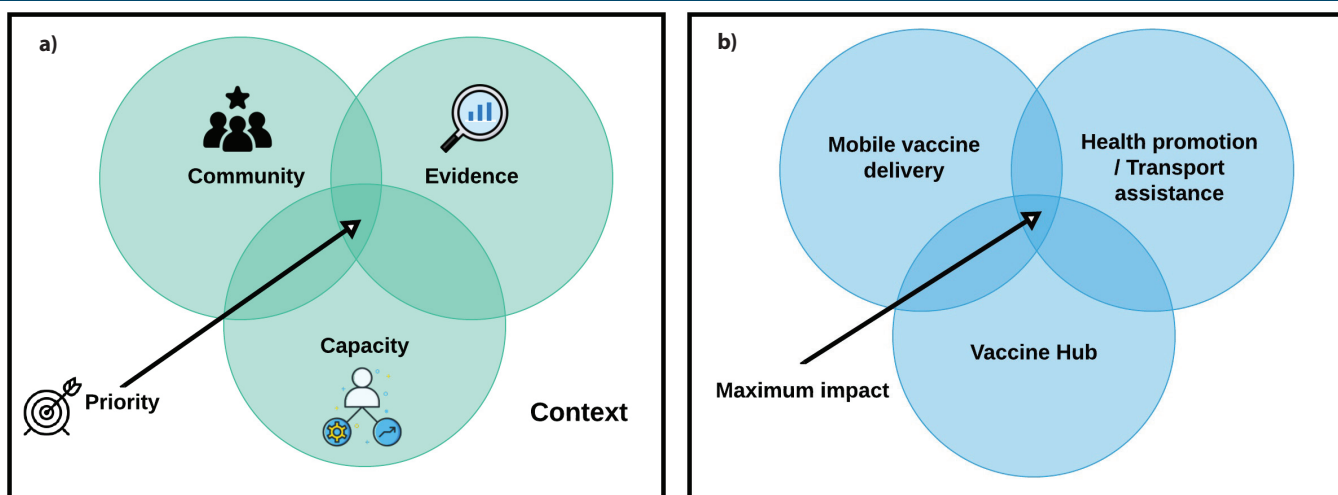 a)
Community
Evidence
Capacity
Priority
Context
b)
Mobile vaccine
delivery
Health promotion
/ Transport
assistance
Vaccine Hub
Maximum impact